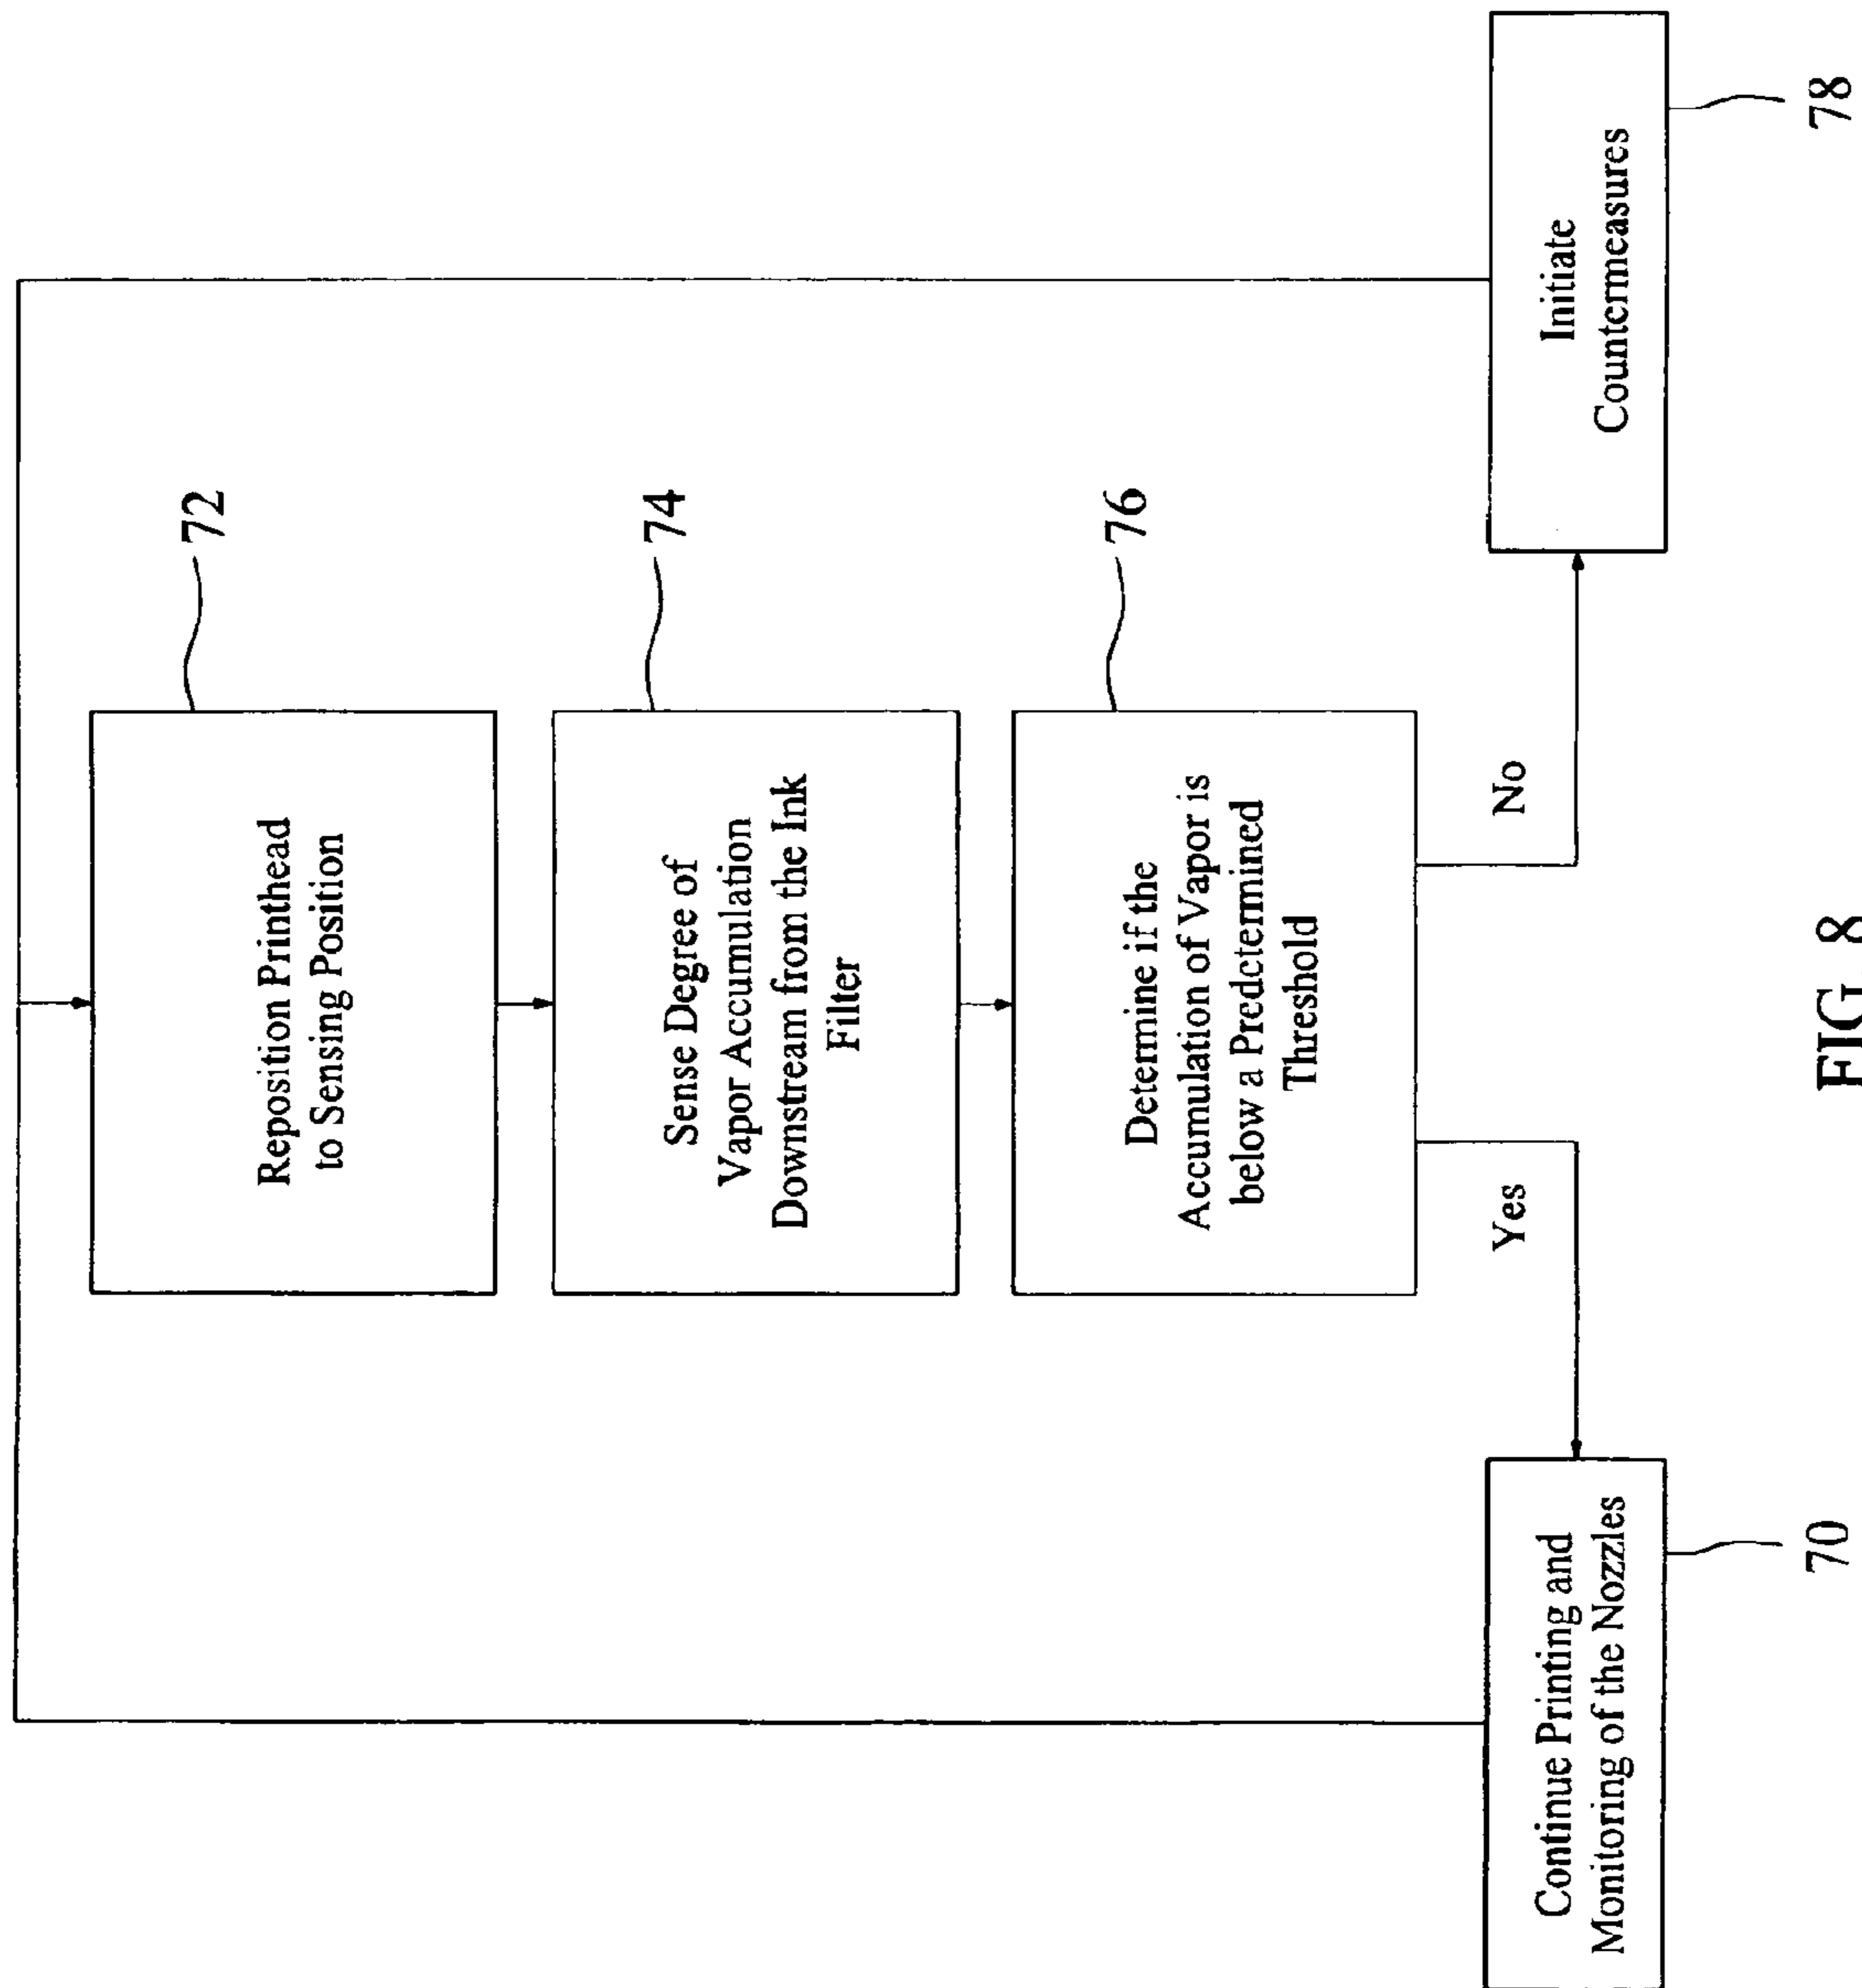 Reposition Printhead
to Sensing Position
72
Sense Degree of
Vapor Accumulation
Downstream from the Ink
Filter
74
Determine if the
Accumulation of Vapor is
below a Predetermined
Threshold
76
Yes
No
Continue Printing and
Monitoring of the Nozzles
70
Initiate
Countermeasures
78
FIG. 8